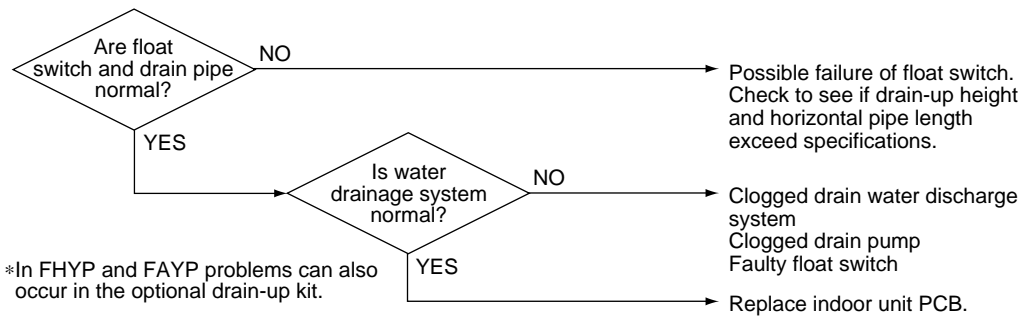 Are float
switch and drain pipe
normal?
NO
Possible failure of float switch.
Check to see if drain-up height
and horizontal pipe length
exceed specifications.
YES
Is water
drainage system
normal?
NO
Clogged drain water discharge
system
Clogged drain pump
Faulty float switch
YES
Replace indoor unit PCB.
*In FHYP and FAYP problems can also
occur in the optional drain-up kit.